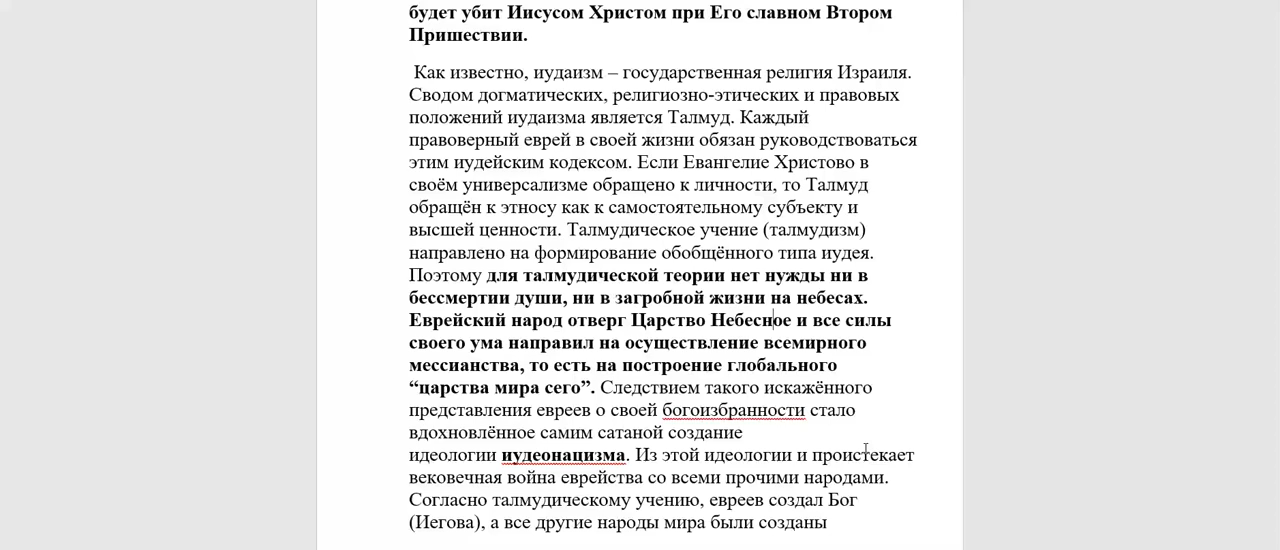 будет убит Иисусом Христом при Его славном Втором
Пришествии.
Как известно, иудаизм – государственная религия Израиля.
Сводом догматических, религиозно-этических и правовых
положений иудаизма является Талмуд. Каждый
правоверный еврей в своей жизни обязан руководствоваться
этим иудейским кодексом. Если Евангелие Христово в
своём универсализме обращено к личности, то Талмуд
обращён к этносу как к самостоятельному субъекту и
высшей ценности. Талмудическое учение (талмудизм)
направлено на формирование обобщённого типа иудея.
Поэтому для талмудической теории нет нужды ни в
бессмертии души, ни в загробной жизни на небесах.
Еврейский народ отверг Царство Небесное и все силы
своего ума направил на осуществление всемирного
мессианства, то есть на построение глобального
“царства мира сего”. Следствием такого искажённого
представления евреев о своей богоизбранности стало
вдохновлённое самим сатаной создание
идеологии иудеонацизма. Из этой идеологии и проистекает
вековечная война еврейства со всеми прочими народами.
Согласно талмудическому учению, евреев создал Бог
(Иегова), а все другие народы мира были созданы